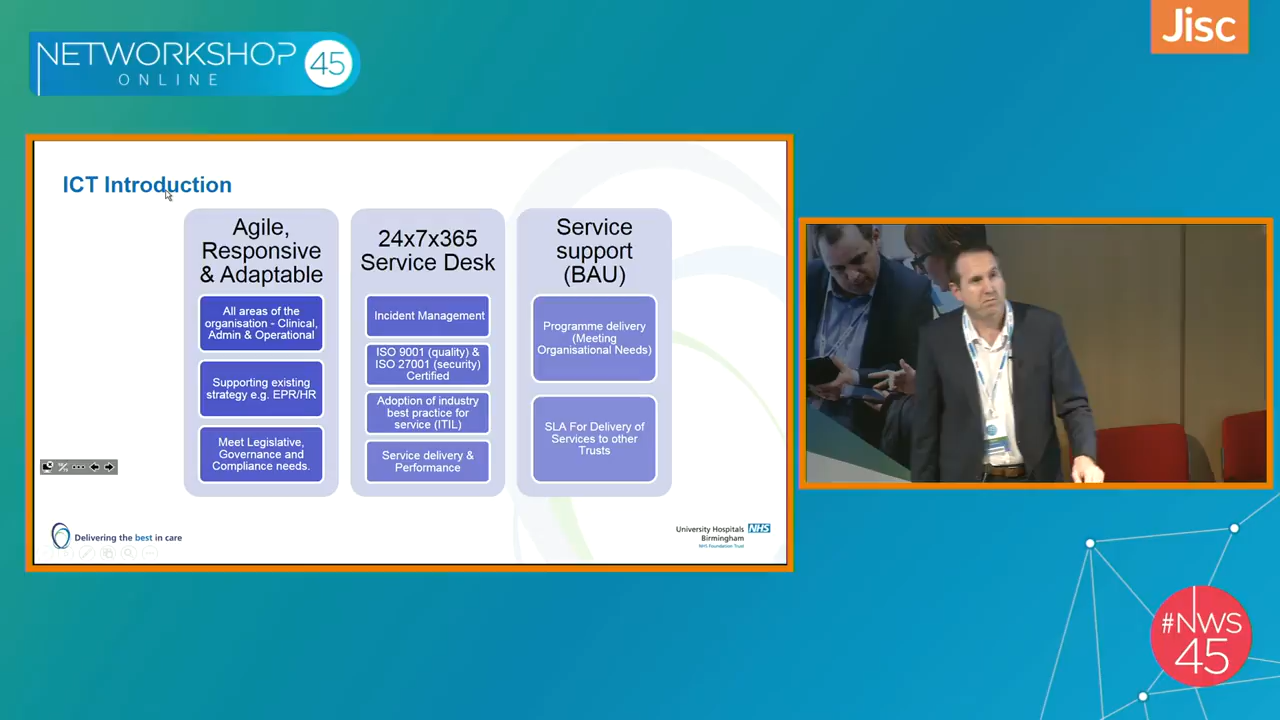 NETWORKSHOP
45
ONLINE
Jisc
ICT Introduction
Agile,
Responsive
& Adaptable
All areas of the
organisation - Clinical,
Admin & Operational
Supporting existing
strategy e.g. EPR/HR
Meet Legislative,
Governance and
Compliance needs.
24x7x365
Service Desk
Incident Management
ISO 9001 (quality) &
ISO 27001 (security)
Certified
Adoption of industry
best practice for
service (ITIL)
Service delivery &
Performance
Service
support
(BAU)
Programme delivery
(Meeting
Organisational Needs)
SLA For Delivery of
Services to other
Trusts
Delivering the best in care
University Hospitals NHS
Birmingham
NHS Foundation Trust
#NWS
45